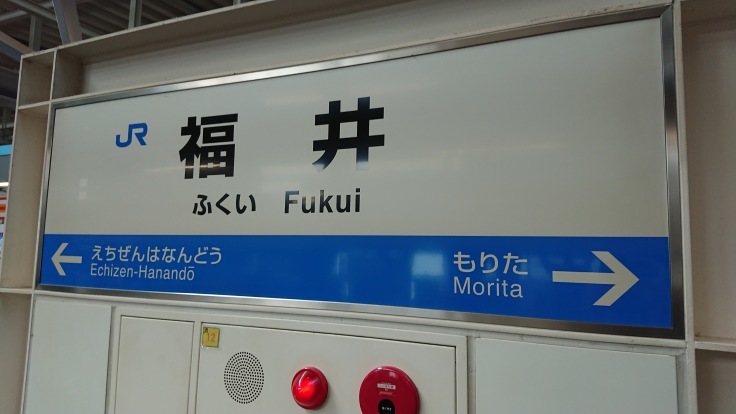 JR 福井
ふくい Fukui
えちぜんはなんどう
Echizen-Hanandō
もりた
Morita
12